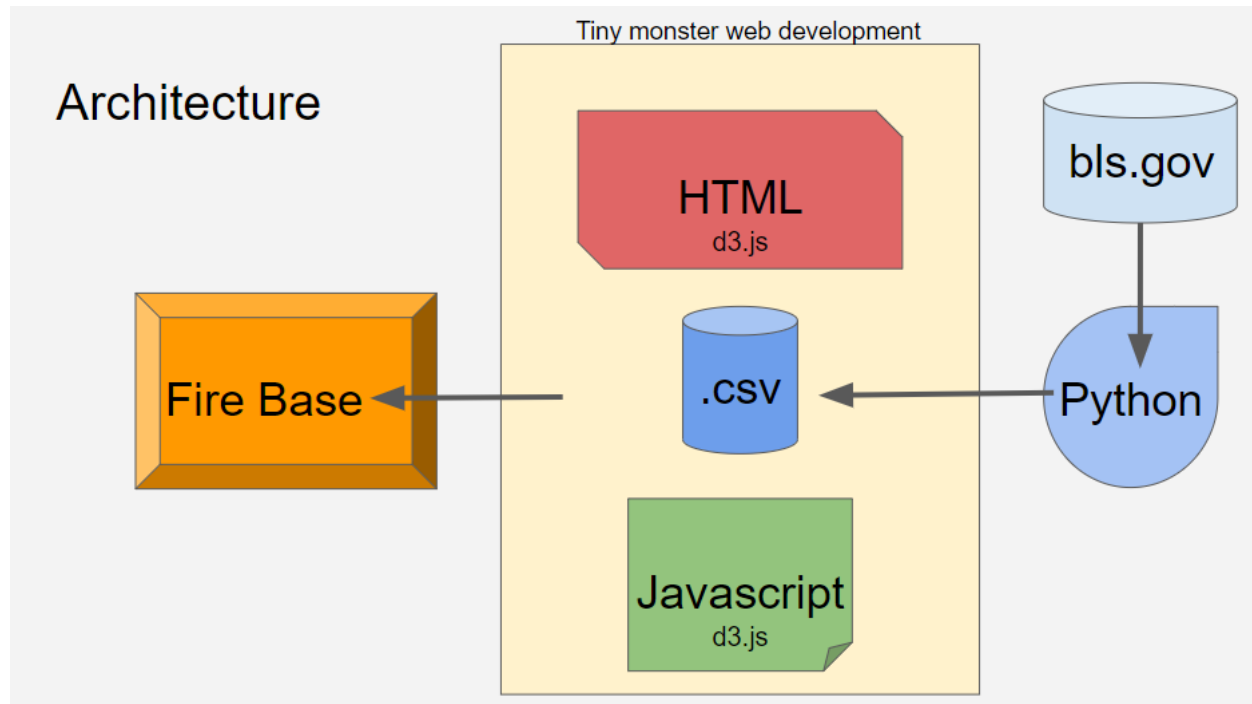 Tiny monster web development
Architecture
HTML
d3.js
bls.gov
.csv
Fire Base
Python
Javascript
d3.js